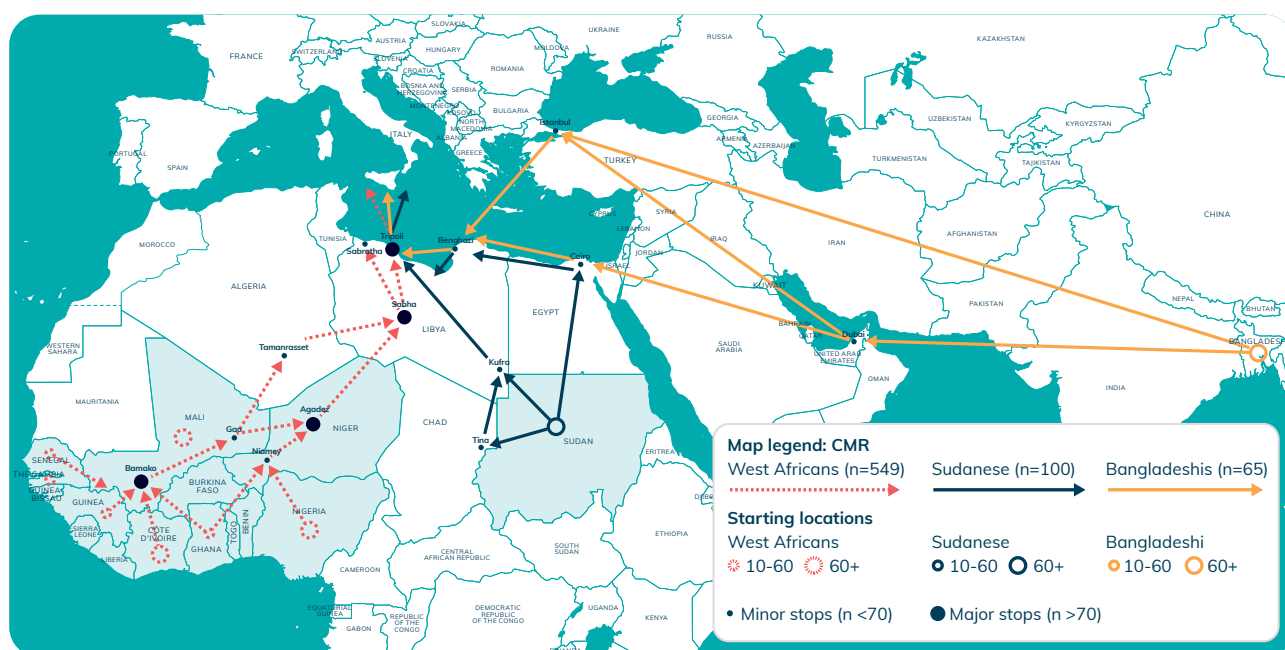 SLOVAKIA
UKRAINE
RUSSIA
KAZAKHSTAN
AUSTRIA
FRANCE
SWITZERLAND
HUNGARY
MOLDOVA
SLOVENIA
CROATIA
ROMANIA
BOSNIA AND
HERZEGOVINA
SERBIA
MONTENEGRO
KOSOVO
BULGARIA
NORTH
MACEDONIA
ITALY
ALBANIA
GREECE
Istanbul
GEORGIA
ARMENIA
AZERBAIJAN
UZBEKISTAN
KYRGYZSTAN
TURKMENISTAN
TAJIKISTAN
PORTUGAL
SPAIN
TURKEY
CHINA
CYPRUS
SYRIA
LEBANON
IRAQ
IRAN
AFGHANISTAN
TUNISIA
Tripoli
Sabratha
Benghazi
Cairo
ISRAEL
JORDAN
MOROCCO
ALGERIA
KUWAIT
PAKISTAN
NEPAL
BHUTAN
Sabha
LIBYA
EGYPT
BAHRAIN
QATAR
Dubai
UNITED ARAB
EMIRATES
BANGLADESH
WESTERN
SAHARA
Tamanrasset
SAUDI
ARABIA
Kufra
OMAN
INDIA
MAURITANIA
MALI
Gao
Agadez
NIGER
CHAD
Tina
SUDAN
ERITREA
SENEGAL
THE GAMBIA
GUINEA
BISSAU
GUINEA
Bamako
Niamey
BURKINA
FASO
SIERRA
LEONE
LIBERIA
CÔTE
D'IVOIRE
GHANA
TOGO
BENIN
NIGERIA
CAMEROON
CENTRAL
AFRICAN REPUBLIC
SOUTH
SUDAN
ETHIOPIA
EQUATORIAL
GUINEA
GABON
REPUBLIC
OF THE
CONGO
DEMOCRATIC
REPUBLIC
OF THE CONGO
UGANDA
KENYA
Map legend: CMR
West Africans (n=549) Sudanese (n=100) Bangladeshis (n=65)
Starting locations
West Africans Sudanese Bangladeshi
10-60 60+ 10-60 60+ 10-60 60+
Minor stops (n <70) Major stops (n >70)